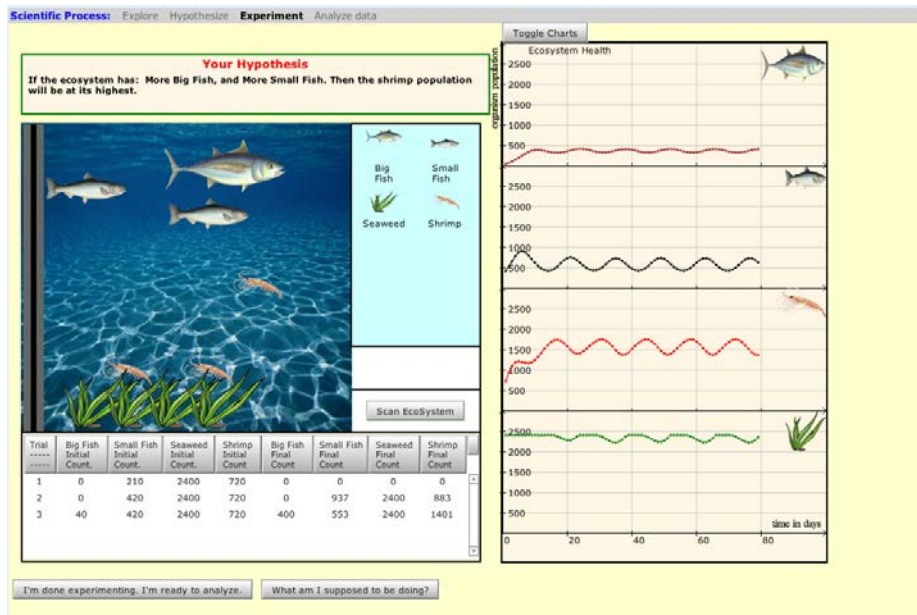 Scientific Process: Explore Hypothesize Experiment Analyze data
Toggle Charts
Your Hypothesis
If the ecosystem has: More Big Fish, and More Small Fish. Then the shrimp population
will be at its highest.
Big Fish
Small Fish
Seaweed
Shrimp
Scan EcoSystem
Trial ----- ----- Big Fish Initial Count. Small Fish Initial Count. Seaweed Initial Count. Shrimp Initial Count Big Fish Final Count Small Fish Final Count Seaweed Final Count Shrimp Final Count
1 0 210 2400 720 0 0 0 0
2 0 420 2400 720 0 937 2400 883
3 40 420 2400 720 400 553 2400 1401
I'm done experimenting. I'm ready to analyze.
What am I supposed to be doing?
Ecosystem Health
organism population
2500
2000
1500
1000
500
2500
2000
1500
1000
500
2500
2000
1500
1000
500
2500
2000
1500
1000
500
time in days
0 20 40 60 80